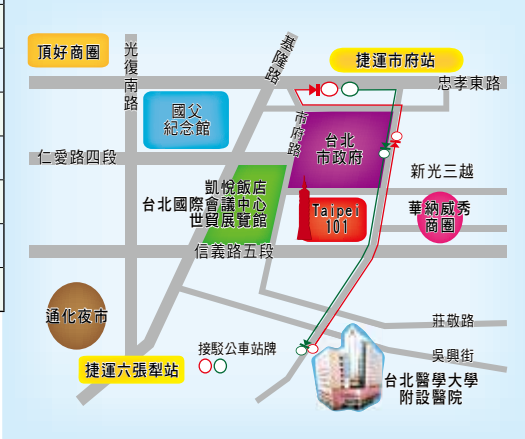 頂好商圈
光復南路
基隆路
捷運市府站
忠孝東路
國父
紀念館
市府路
台北
市政府
仁愛路四段
新光三越
凱悅飯店
台北國際會議中心
世貿展覽館
Taipei
101
華納威秀
商圈
信義路五段
通化夜市
莊敬路
接駁公車站牌
吳興街
捷運六張犁站
台北醫學大學
附設醫院